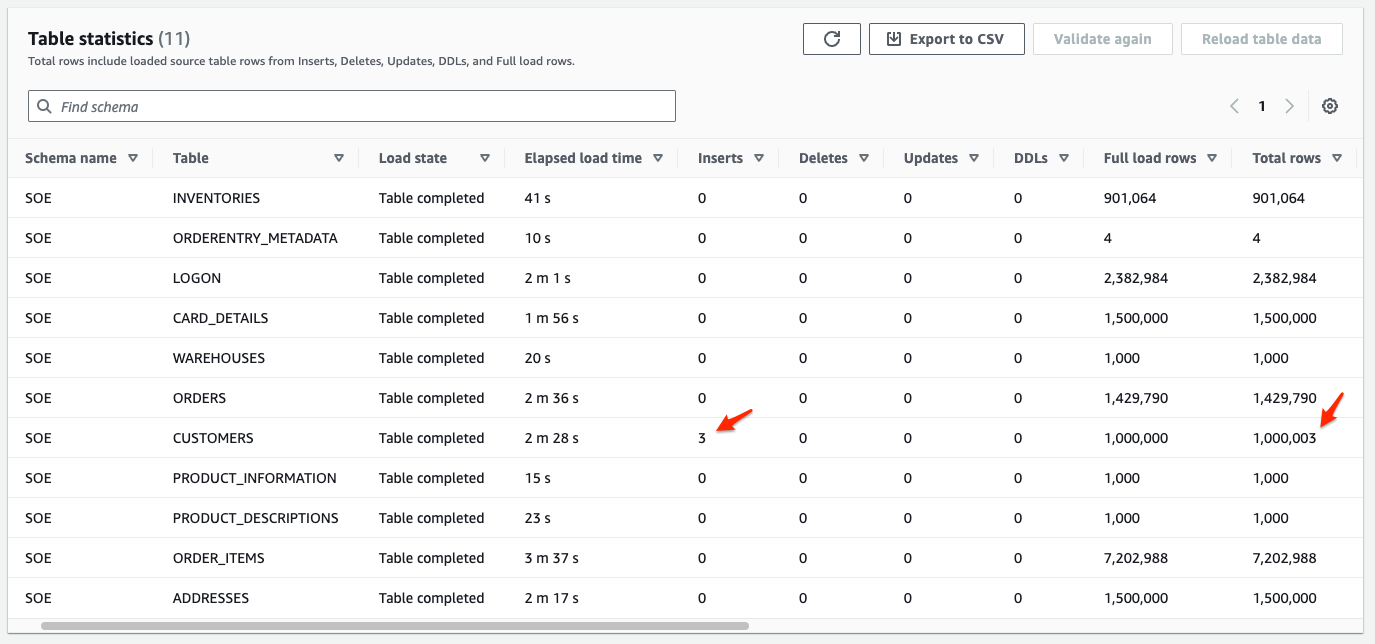 Table statistics (11)
Export to CSV
Validate again
Reload table data
Total rows include loaded source table rows from Inserts, Deletes, Updates, DDLs, and Full load rows.
Find schema
1
Schema name Table Load state Elapsed load time Inserts Deletes Updates DDLs Full load rows Total rows
SOE INVENTORIES Table completed 41 s 0 0 0 0 901,064 901,064
SOE ORDERENTRY_METADATA Table completed 10 s 0 0 0 0 4 4
SOE LOGON Table completed 2 m 1 s 0 0 0 0 2,382,984 2,382,984
SOE CARD_DETAILS Table completed 1 m 56 s 0 0 0 0 1,500,000 1,500,000
SOE WAREHOUSES Table completed 20 s 0 0 0 0 1,000 1,000
SOE ORDERS Table completed 2 m 36 s 0 0 0 0 1,429,790 1,429,790
SOE CUSTOMERS Table completed 2 m 28 s 3 0 0 0 1,000,000 1,000,003
SOE PRODUCT_INFORMATION Table completed 15 s 0 0 0 0 1,000 1,000
SOE PRODUCT_DESCRIPTIONS Table completed 23 s 0 0 0 0 1,000 1,000
SOE ORDER_ITEMS Table completed 3 m 37 s 0 0 0 0 7,202,988 7,202,988
SOE ADDRESSES Table completed 2 m 17 s 0 0 0 0 1,500,000 1,500,000